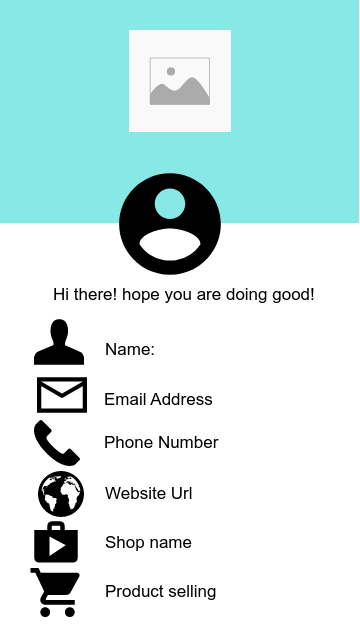 Hi there! hope you are doing good!
Name:
Email Address
Phone Number
Website Url
Shop name
Product selling